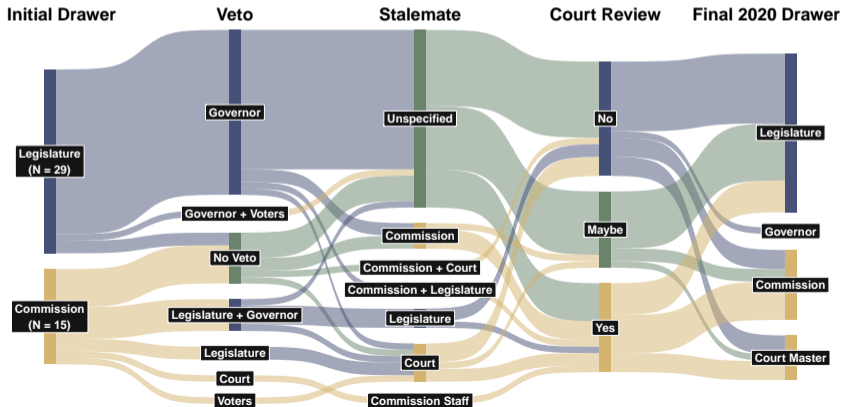 Initial Drawer
Veto
Stalemate
Court Review
Final 2020 Drawer
Legislature
(N = 29)
Commission
(N = 15)
Governor
Governor + Voters
No Veto
Legislature + Governor
Legislature
Court
Voters
Unspecified
Commission
Commission + Court
Commission + Legislature
Legislature
Court
Commission Staff
No
Maybe
Yes
Legislature
Governor
Commission
Court Master